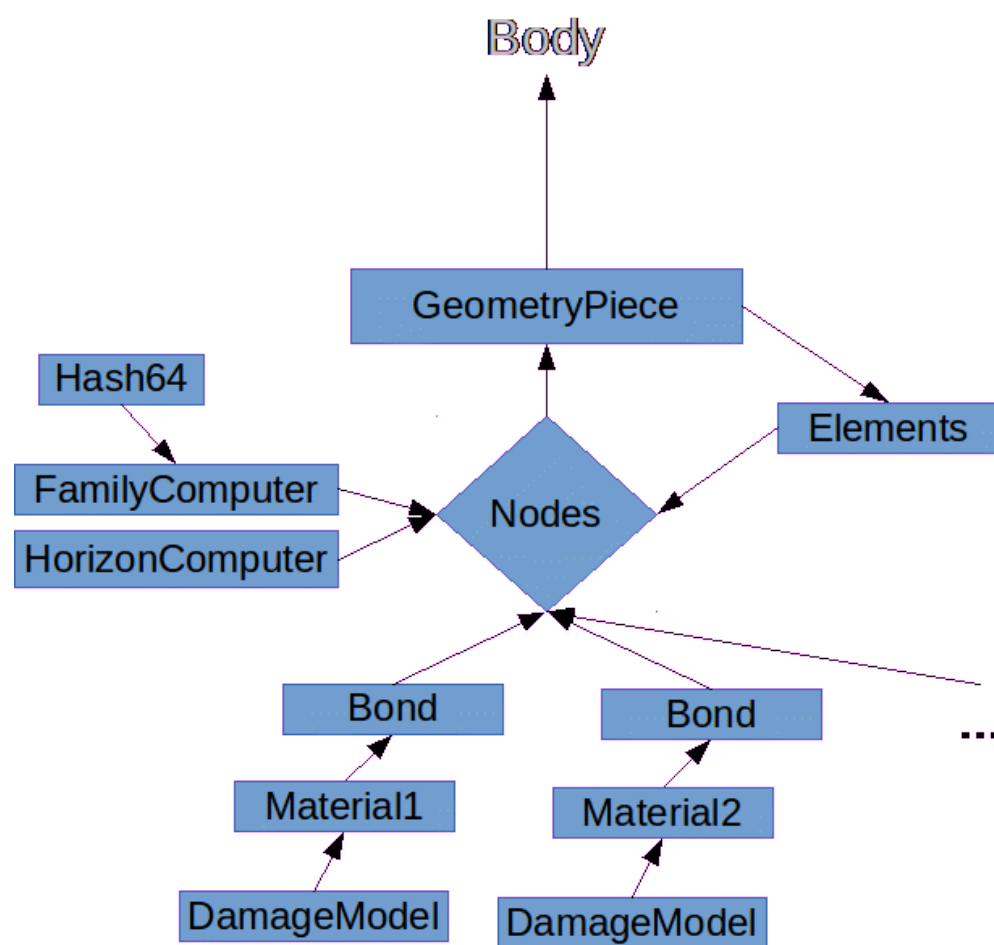 Body
GeometryPiece
Hash64
Elements
FamilyComputer
Nodes
HorizonComputer
Bond
Bond
...
Material1
Material2
DamageModel
DamageModel